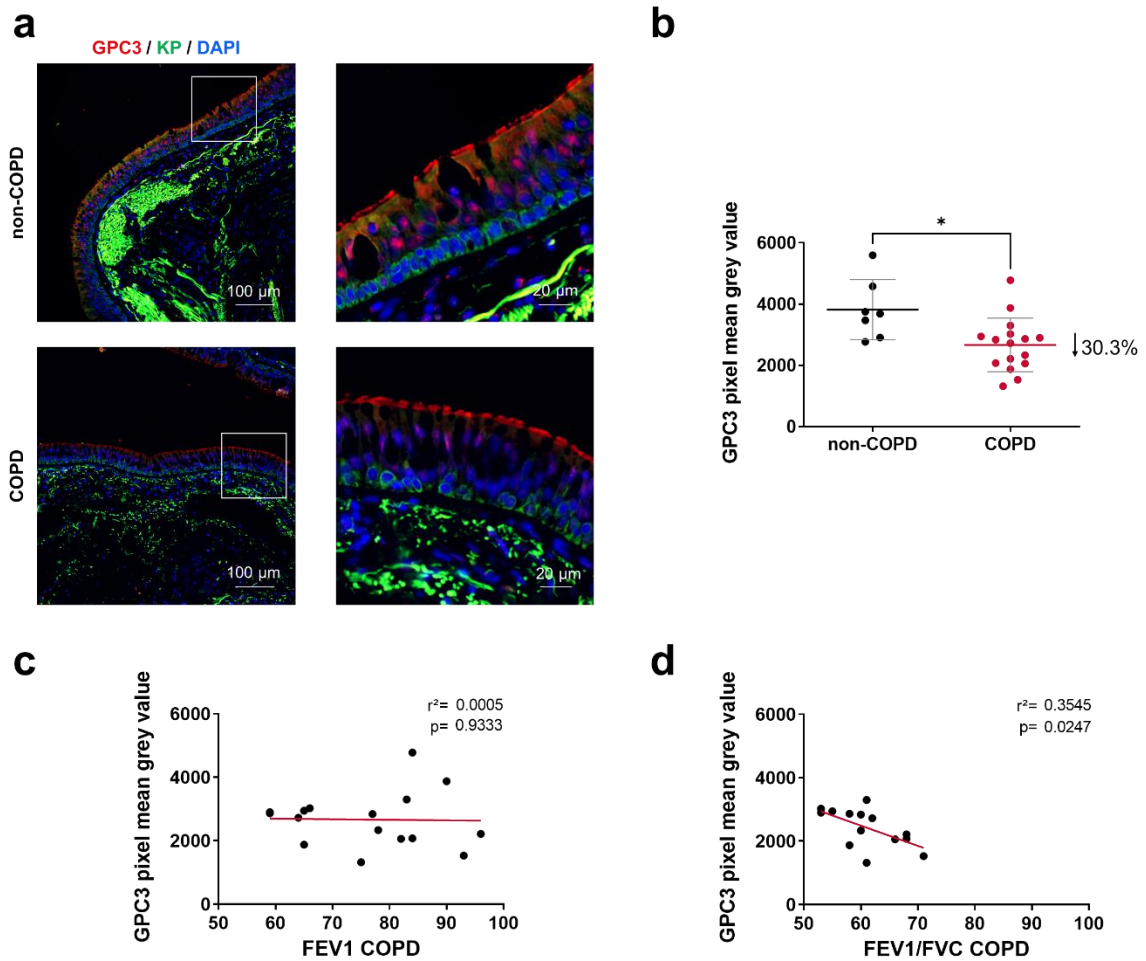 a
GPC3 / KP / DAPI
non-COPD
100 µm
20 µm
COPD
100 µm
20 µm
b
GPC3 pixel mean grey value
6000
4000
2000
0
*
30.3%
non-COPD
COPD
c
GPC3 pixel mean grey value
6000
4000
2000
0
r²= 0.0005
p= 0.9333
50 60 70 80 90 100
FEV1 COPD
d
GPC3 pixel mean grey value
6000
4000
2000
0
r²= 0.3545
p= 0.0247
50 60 70 80 90 100
FEV1/FVC COPD